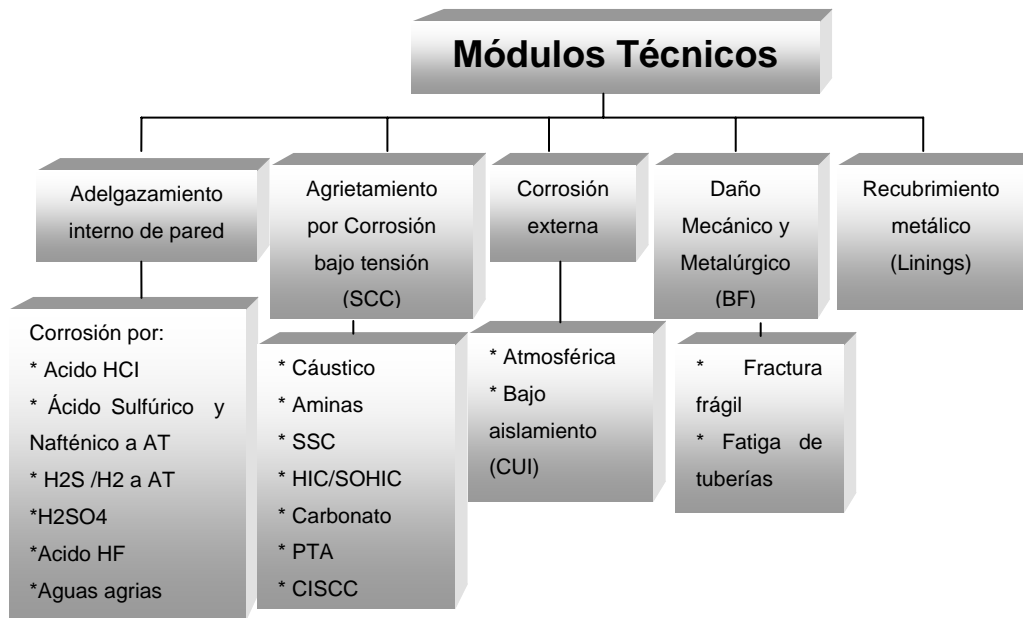 Módulos Técnicos
Adelgazamiento
interno de pared
Agrietamiento
por Corrosión
bajo tensión
(SCC)
Corrosión
externa
Daño
Mecánico y
Metalúrgico
(BF)
Recubrimiento
metálico
(Linings)
Corrosión por:
* Acido HCI
* Ácido Sulfúrico y
Nafténico a AT
* H2S /H2 a AT
*H2SO4
*Acido HF
*Aguas agrias
* Cáustico
* Aminas
* SSC
* HIC/SOHIC
* Carbonato
* PTA
* CISCC
* Atmosférica
* Bajo
aislamiento
(CUI)
* Fractura
frágil
* Fatiga de
tuberías